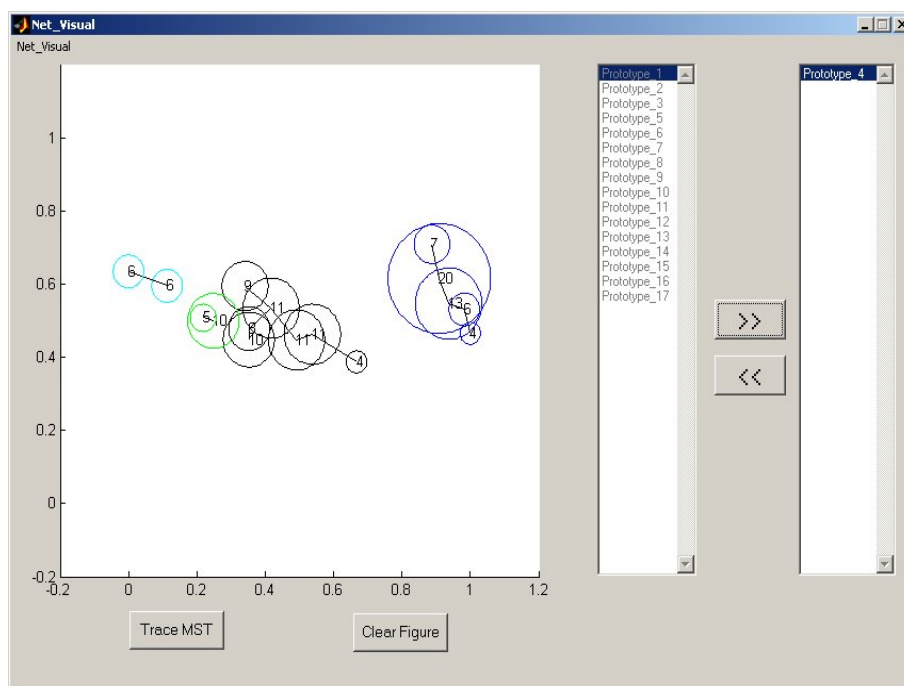 Net_Visual
Net_Visual
1
0.8
0.6
0.4
0.2
0
-0.2
-0.2 0 0.2 0.4 0.6 0.8 1 1.2
6
6
5
10
9
11
10
11
4
7
20
13
6
4
Trace MST
Clear Figure
Prototype_1
Prototype_2
Prototype_3
Prototype_5
Prototype_6
Prototype_7
Prototype_8
Prototype_9
Prototype_10
Prototype_11
Prototype_12
Prototype_13
Prototype_14
Prototype_15
Prototype_16
Prototype_17
>>
<<
Prototype_4